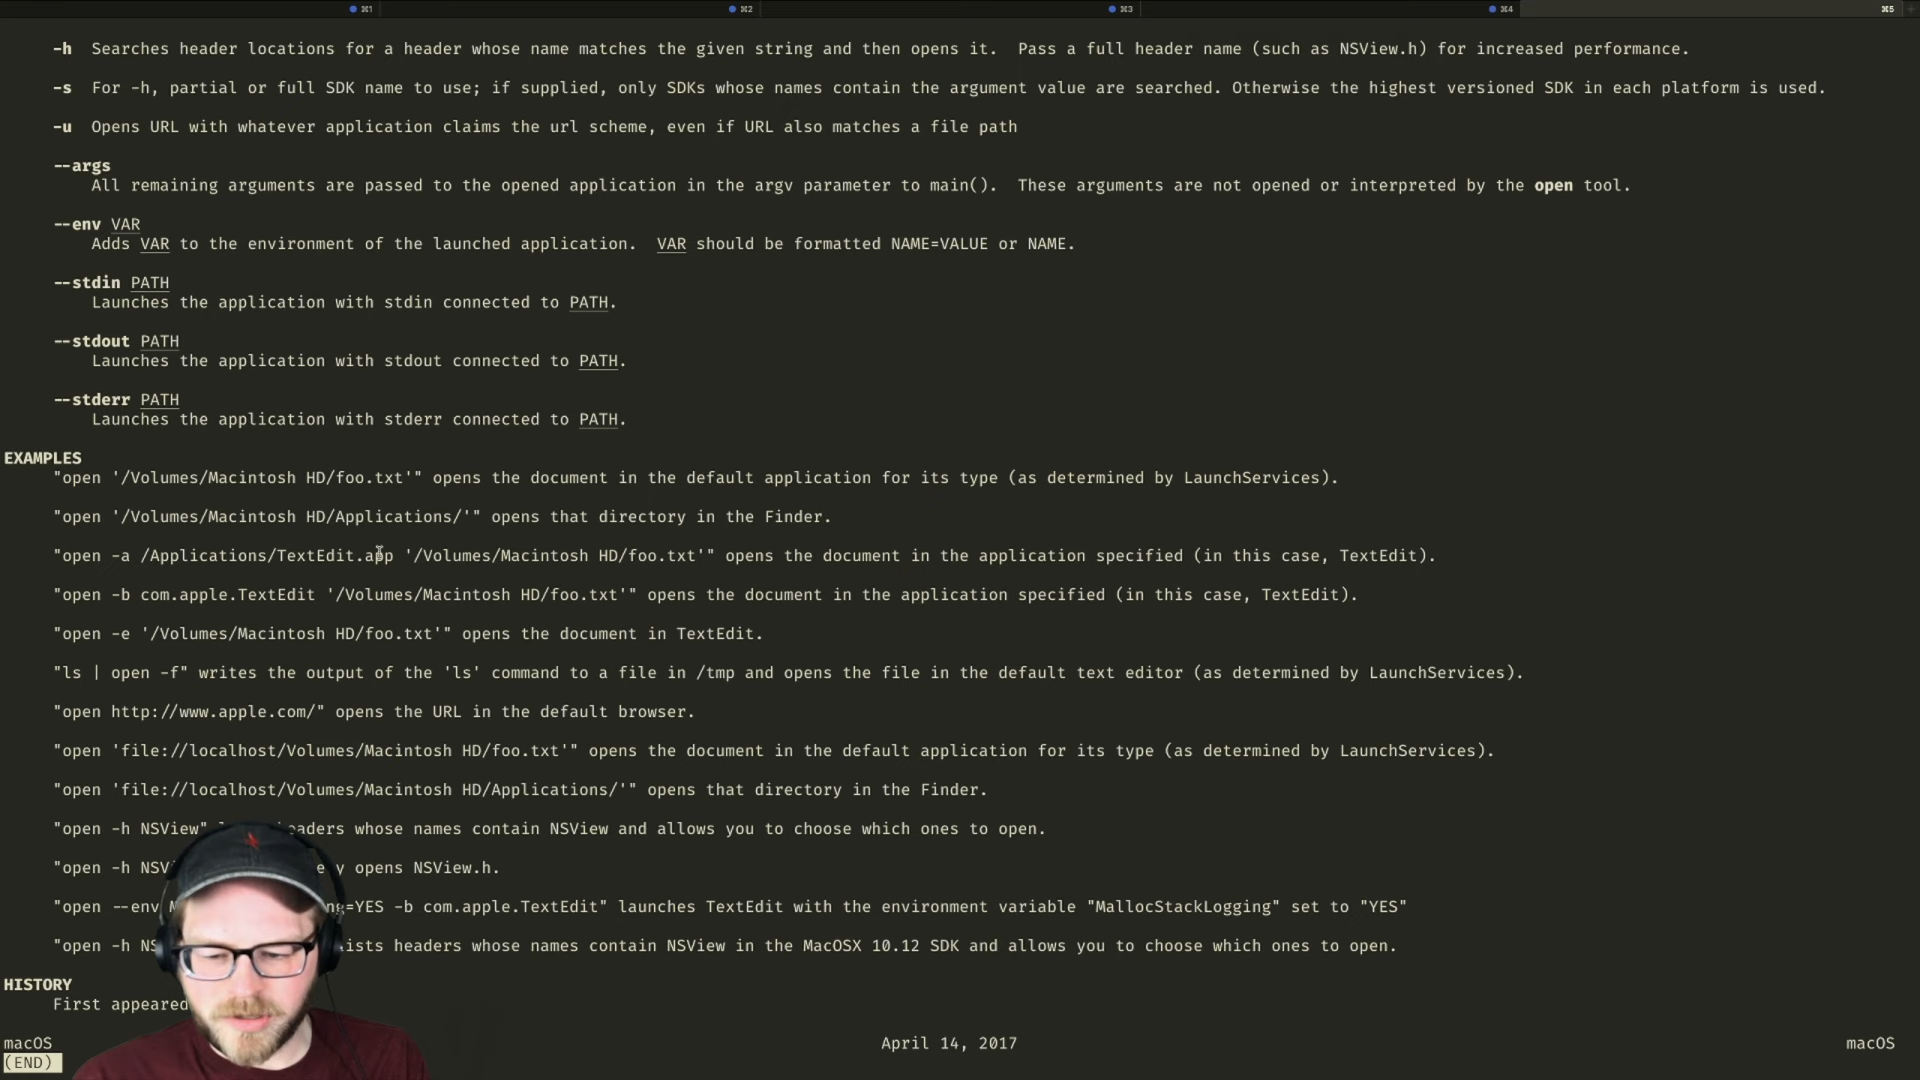 ⌘1 ⌘2 ⌘3 ⌘4 ⌘5
-h Searches header locations for a header whose name matches the given string and then opens it. Pass a full header name (such as NSView.h) for increased performance.
-s For -h, partial or full SDK name to use; if supplied, only SDKs whose names contain the argument value are searched. Otherwise the highest versioned SDK in each platform is used.
-u Opens URL with whatever application claims the url scheme, even if URL also matches a file path
--args
All remaining arguments are passed to the opened application in the argv parameter to main(). These arguments are not opened or interpreted by the open tool.
--env VAR
Adds VAR to the environment of the launched application. VAR should be formatted NAME=VALUE or NAME.
--stdin PATH
Launches the application with stdin connected to PATH.
--stdout PATH
Launches the application with stdout connected to PATH.
--stderr PATH
Launches the application with stderr connected to PATH.
EXAMPLES
"open '/Volumes/Macintosh HD/foo.txt'" opens the document in the default application for its type (as determined by LaunchServices).
"open '/Volumes/Macintosh HD/Applications/'" opens that directory in the Finder.
"open -a /Applications/TextEdit.app '/Volumes/Macintosh HD/foo.txt'" opens the document in the application specified (in this case, TextEdit).
"open -b com.apple.TextEdit '/Volumes/Macintosh HD/foo.txt'" opens the document in the application specified (in this case, TextEdit).
"open -e '/Volumes/Macintosh HD/foo.txt'" opens the document in TextEdit.
"ls | open -f" writes the output of the 'ls' command to a file in /tmp and opens the file in the default text editor (as determined by LaunchServices).
"open http://www.apple.com/" opens the URL in the default browser.
"open 'file://localhost/Volumes/Macintosh HD/foo.txt'" opens the document in the default application for its type (as determined by LaunchServices).
"open 'file://localhost/Volumes/Macintosh HD/Applications/'" opens that directory in the Finder.
"open -h NSView" whose names contain NSView and allows you to choose which ones to open.
"open -h opens NSView.h.
"open --env -b com.apple.TextEdit" launches TextEdit with the environment variable "MallocStackLogging" set to "YES"
"open -h headers whose names contain NSView in the MacOSX 10.12 SDK and allows you to choose which ones to open.
HISTORY
First appeared
macOS April 14, 2017 macOS
(END)